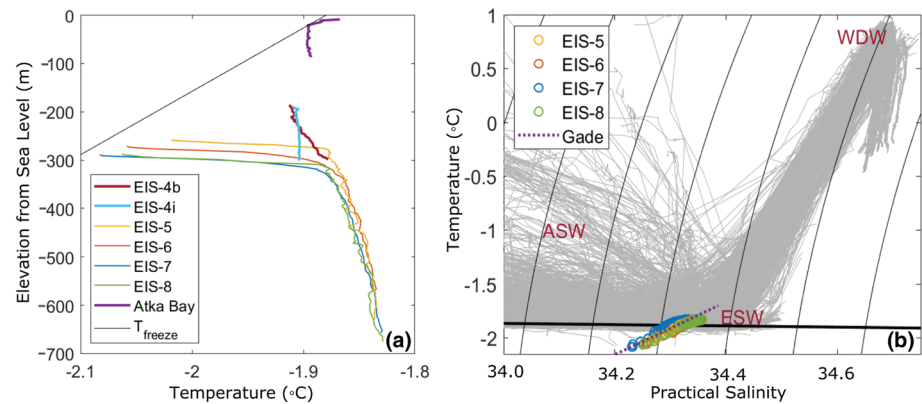 0
-100
-200
-300
-400
-500
-600
-700
Elevation from Sea Level (m)
EIS-4b
EIS-4i
EIS-5
EIS-6
EIS-7
EIS-8
Atka Bay
Tfreeze
(a)
-2.1
-2
-1.9
-1.8
Temperature (◦C)
1
0.5
0
-0.5
-1
-1.5
-2
Temperature (◦C)
EIS-5
EIS-6
EIS-7
EIS-8
Gade
WDW
ASW
ESW
(b)
34.0
34.2
34.4
34.6
Practical Salinity